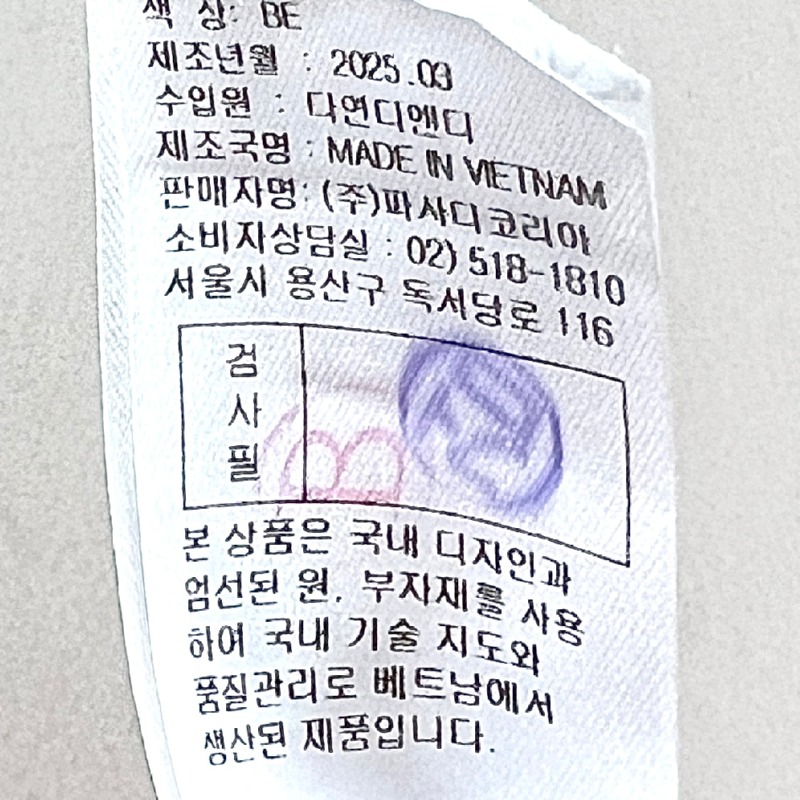 색 상: BE
제조년월 : 2025.03
수입원 : 다연디앤디
제조국명 : MADE IN VIETNAM
판매자명: (주)파사디코리아
소비자상담실 : 02) 518-1810
서울시 용산구 독서당로 116
검
사
필
본 상품은 국내 디자인과
엄선된 원. 부자재를 사용
하여 국내 기술 지도와
품질관리로 베트남에서
생산된 제품입니다.